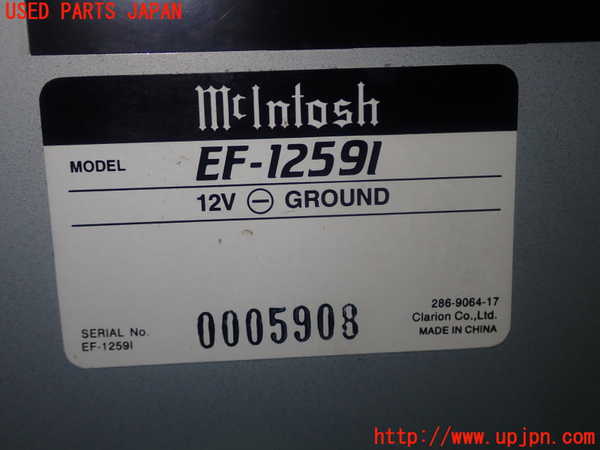 USED PARTS JAPAN
McIntosh
MODEL EF-1259I
12V ⊖ GROUND
286-9064-17
Clarion Co.,Ltd.
MADE IN CHINA
SERIAL No.
EF-1259I
0005908
http://www.upjpn.com/